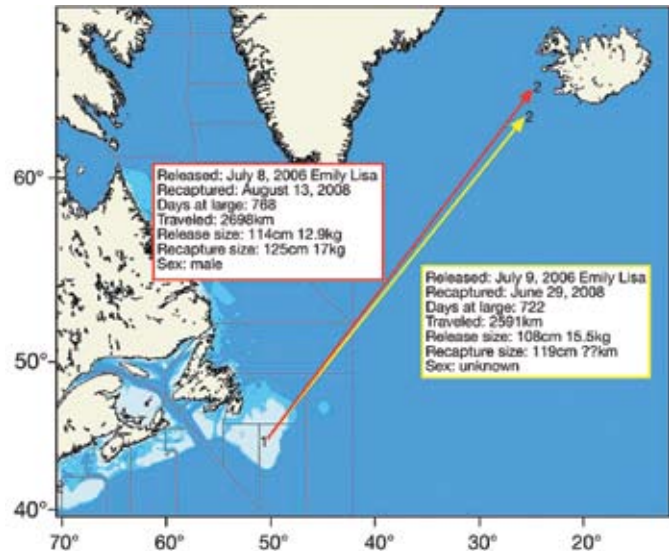 2
2
60°
Released: July 8, 2006 Emily Lisa
Recaptured: August 13, 2008
Days at large: 768
Traveled: 2698km
Release size: 114cm 12.9kg
Recapture size: 125cm 17kg
Sex: male
Released: July 9, 2006 Emily Lisa
Recaptured: June 29, 2008
Days at large: 722
Traveled: 2591km
Release size: 108cm 15.5kg
Recapture size: 119cm ??km
Sex: unknown
50°
1
40°
70° 60° 50° 40° 30° 20°